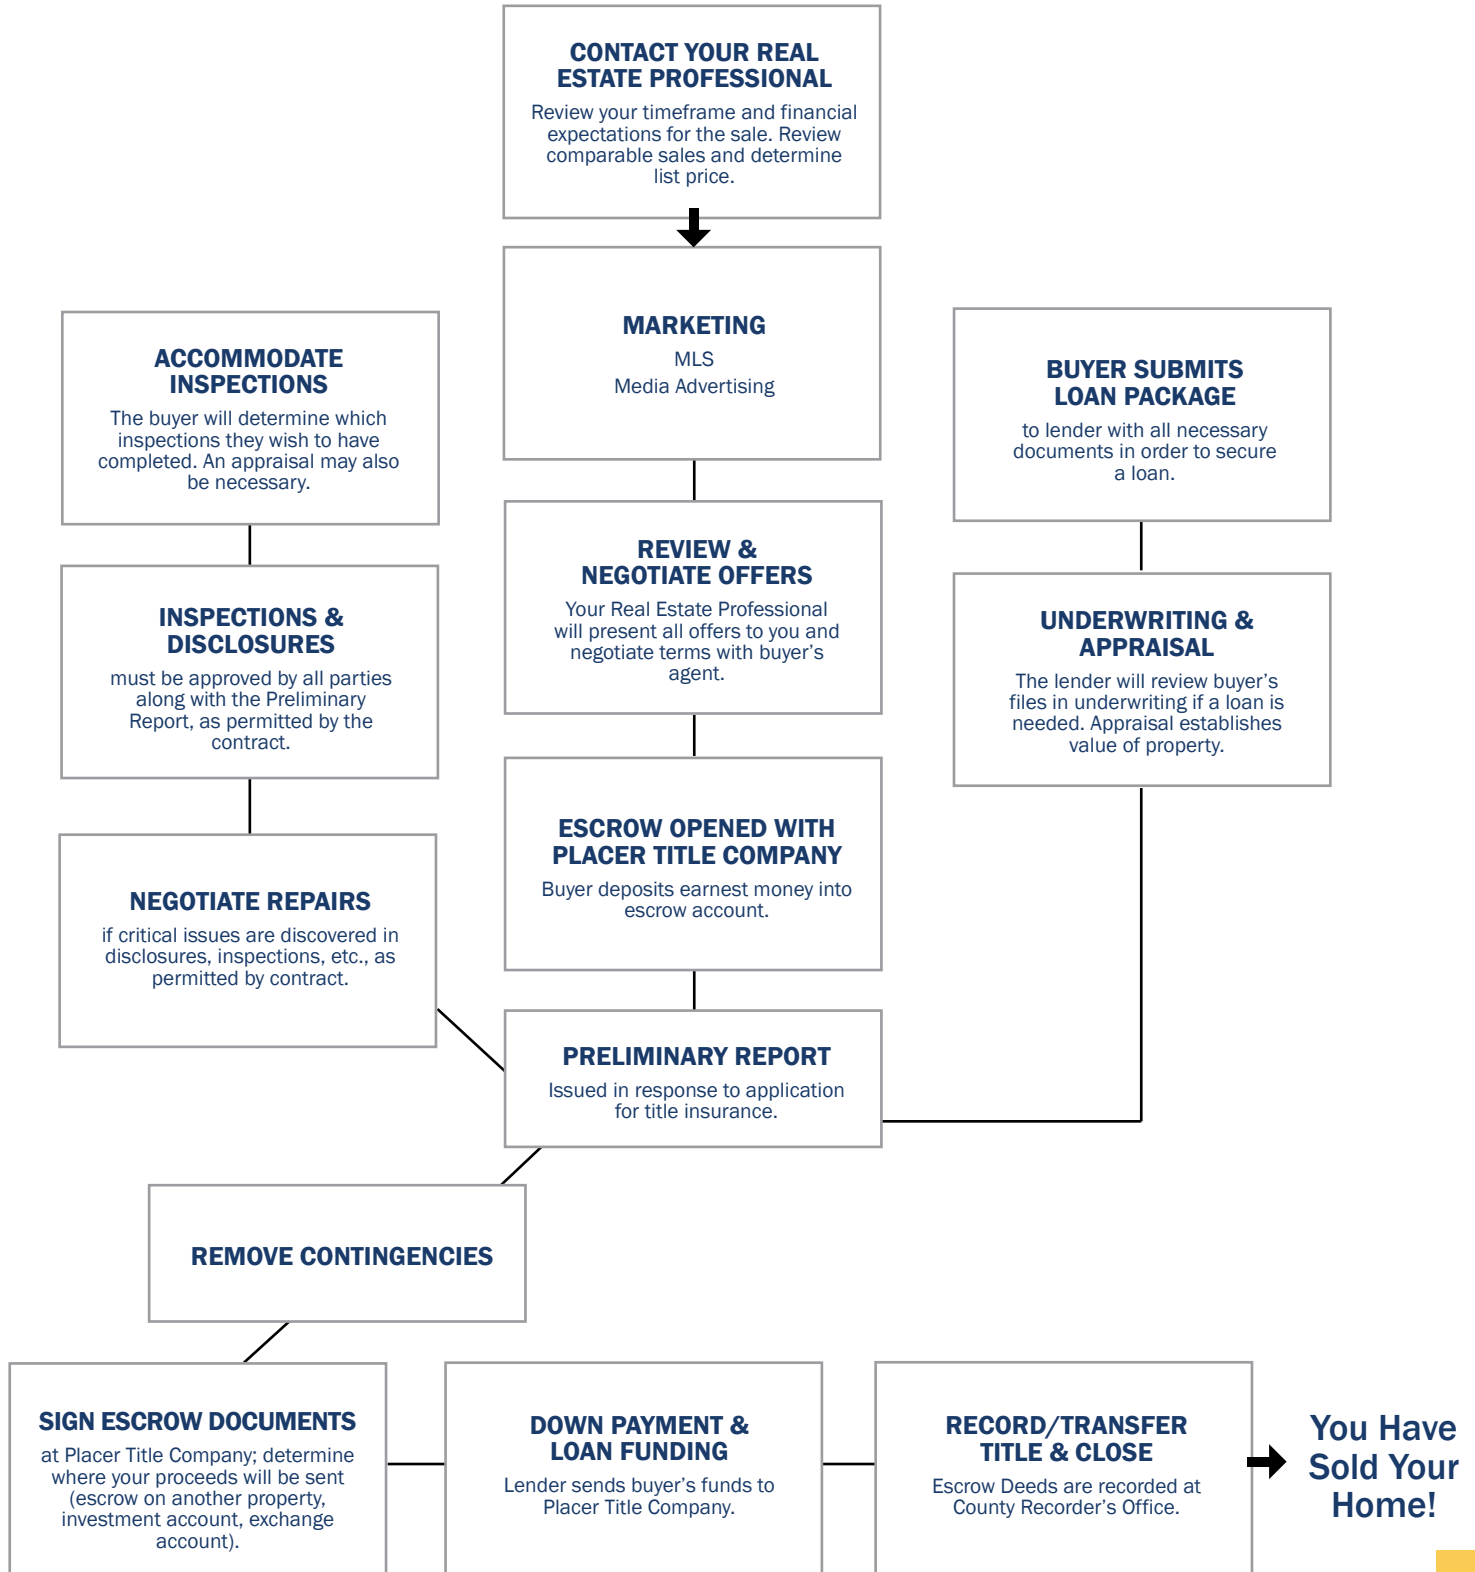 CONTACT YOUR REAL
ESTATE PROFESSIONAL
Review your timeframe and financial
expectations for the sale. Review
comparable sales and determine
list price.
MARKETING
MLS
Media Advertising
ACCOMMODATE
INSPECTIONS
The buyer will determine which
inspections they wish to have
completed. An appraisal may also
be necessary.
BUYER SUBMITS
LOAN PACKAGE
to lender with all necessary
documents in order to secure
a loan.
REVIEW &
NEGOTIATE OFFERS
Your Real Estate Professional
will present all offers to you and
negotiate terms with buyer’s
agent.
INSPECTIONS &
DISCLOSURES
must be approved by all parties
along with the Preliminary
Report, as permitted by the
contract.
UNDERWRITING &
APPRAISAL
The lender will review buyer’s
files in underwriting if a loan is
needed. Appraisal establishes
value of property.
ESCROW OPENED WITH
PLACER TITLE COMPANY
Buyer deposits earnest money into
escrow account.
NEGOTIATE REPAIRS
if critical issues are discovered in
disclosures, inspections, etc., as
permitted by contract.
PRELIMINARY REPORT
Issued in response to application
for title insurance.
REMOVE CONTINGENCIES
SIGN ESCROW DOCUMENTS
at Placer Title Company; determine
where your proceeds will be sent
(escrow on another property,
investment account, exchange
account).
DOWN PAYMENT &
LOAN FUNDING
Lender sends buyer’s funds to
Placer Title Company.
RECORD/TRANSFER
TITLE & CLOSE
Escrow Deeds are recorded at
County Recorder’s Office.
You Have
Sold Your
Home!